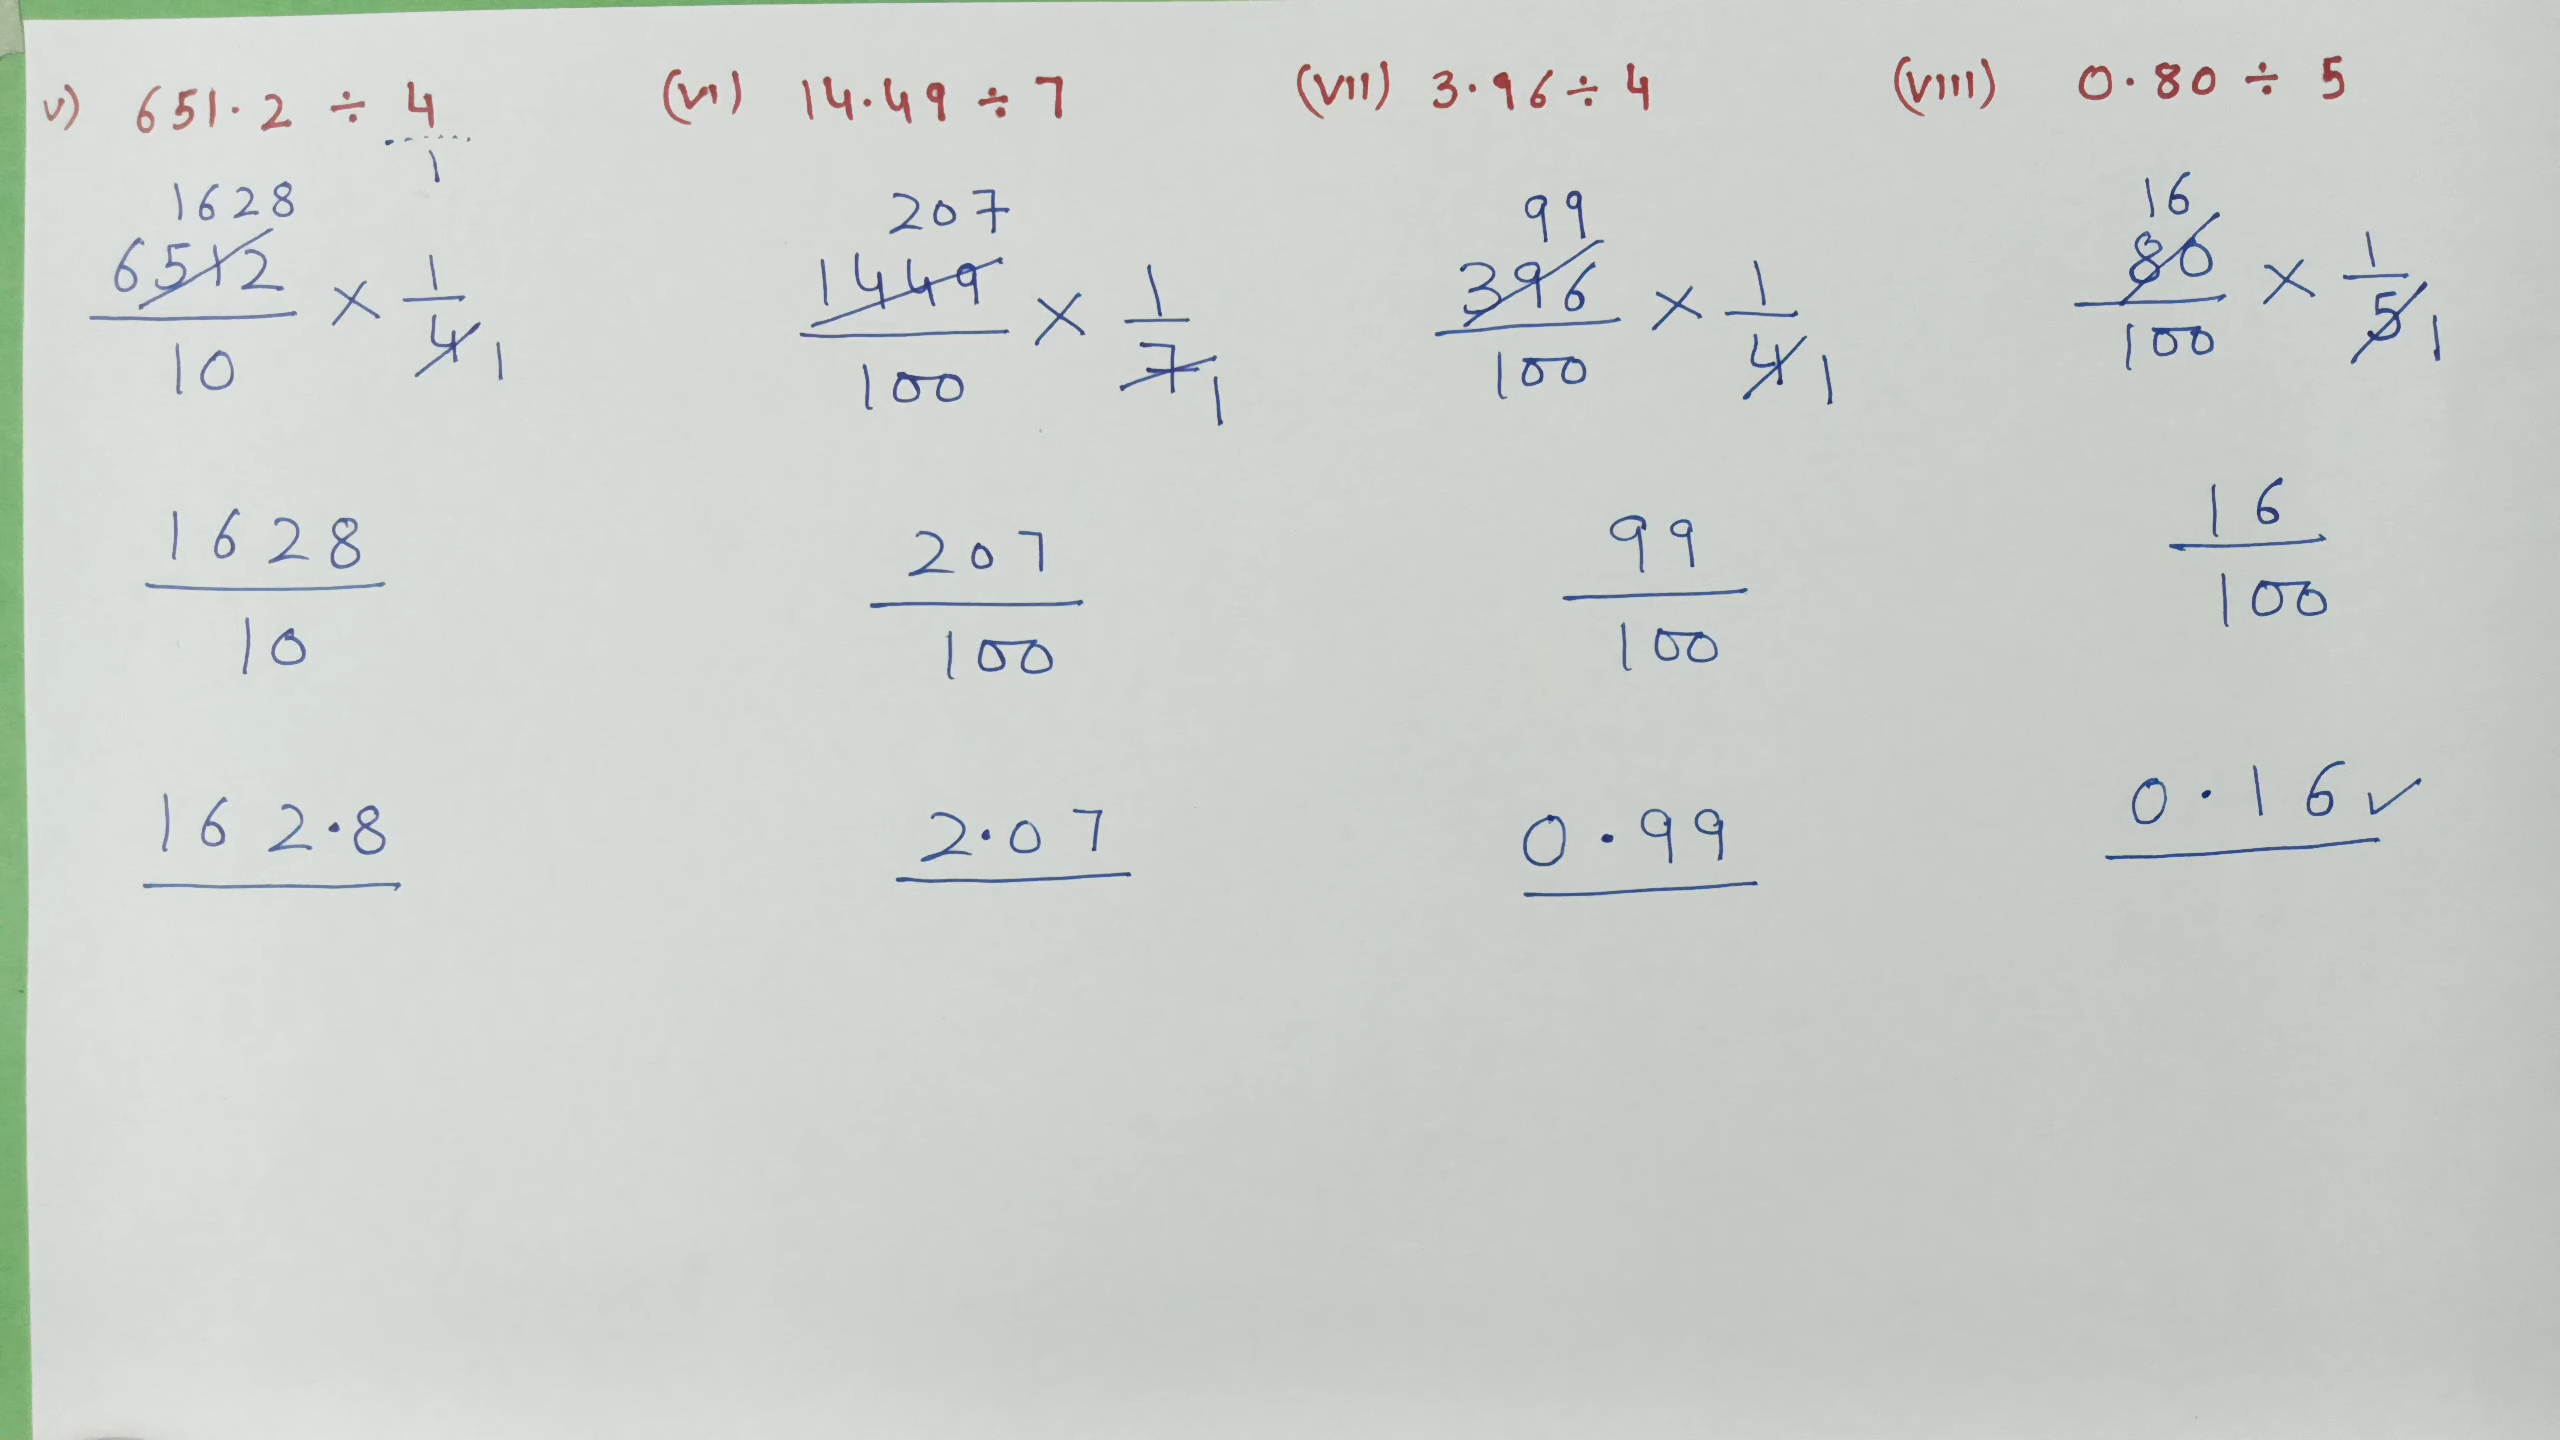 v) 651.2 ÷ 4 (VI) 14.49 ÷ 7 (VII) 3.96 ÷ 4 (VIII) 0.80 ÷ 5
1
1628 207 99 16
6512 × 1 1449 × 1 396 × 1 80 × 1
10 4 1 100 7 1 100 4 1 100 5 1
1628 207 99 16
10 100 100 100
162.8 2.07 0.99 0.16 ✓